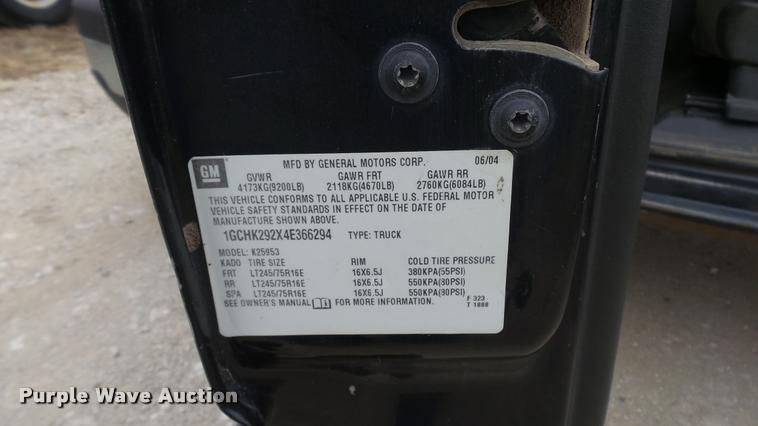 GM
MFD BY GENERAL MOTORS CORP. 06/04
GVWR GAWR FRT GAWR RR
4173KG(9200LB) 2118KG(4670LB) 2760KG(6084LB)
THIS VEHICLE CONFORMS TO ALL APPLICABLE U.S. FEDERAL MOTOR
VEHICLE SAFETY STANDARDS IN EFFECT ON THE DATE OF
MANUFACTURE SHOWN ABOVE.
1GCHK292X4E366294 TYPE: TRUCK
MODEL: K25953
KADO TIRE SIZE RIM COLD TIRE PRESSURE
FRT LT245/75R16E 16X6.5J 380KPA(55PSI)
RR LT245/75R16E 16X6.5J 550KPA(80PSI)
SPA LT245/75R16E 16X6.5J 550KPA(80PSI)
SEE OWNER'S MANUAL FOR MORE INFORMATION.
F 323
T 1888
Purple Wave Auction